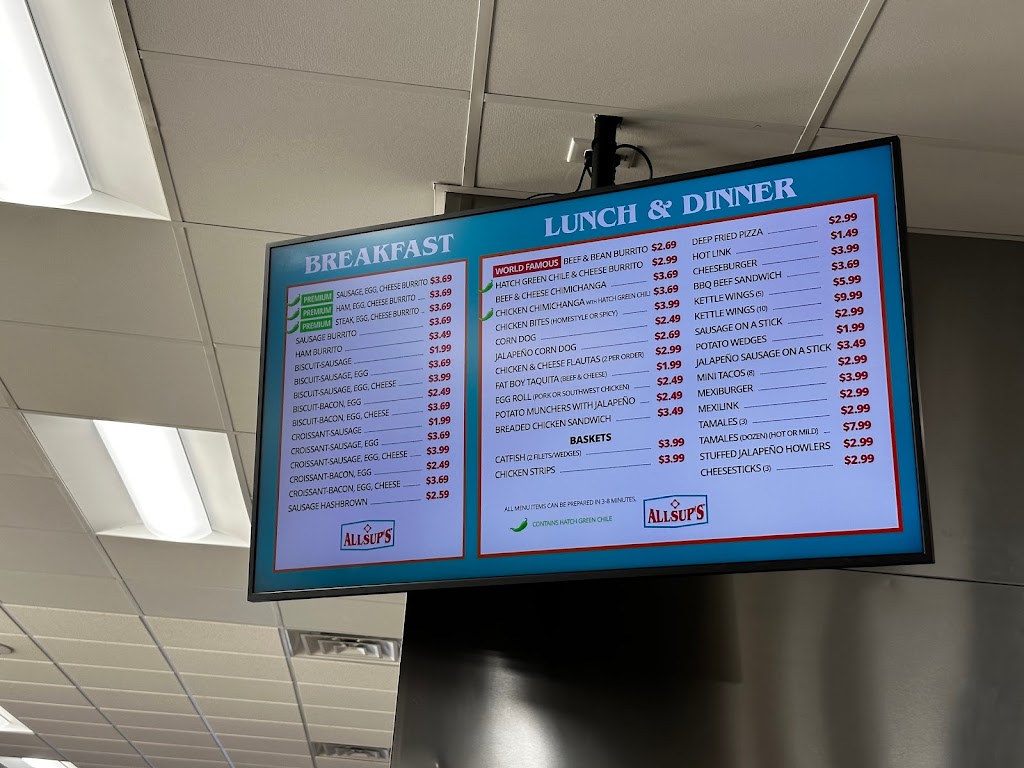 BREAKFAST
PREMIUM SAUSAGE, EGG, CHEESE BURRITO $3.69
PREMIUM HAM, EGG, CHEESE BURRITO $3.69
PREMIUM STEAK, EGG, CHEESE BURRITO $3.69
SAUSAGE BURRITO $3.69
HAM BURRITO $3.49
BISCUIT-SAUSAGE $1.99
BISCUIT-SAUSAGE, EGG $3.69
BISCUIT-SAUSAGE, EGG, CHEESE $3.99
BISCUIT-BACON, EGG $2.49
BISCUIT-BACON, EGG, CHEESE $3.69
CROISSANT-SAUSAGE $1.99
CROISSANT-SAUSAGE, EGG $3.69
CROISSANT-SAUSAGE, EGG, CHEESE $3.99
CROISSANT-BACON, EGG $2.49
CROISSANT-BACON, EGG, CHEESE $3.69
SAUSAGE HASHBROWN $2.59
ALLSUP'S
LUNCH & DINNER
WORLD FAMOUS BEEF & BEAN BURRITO $2.69
HATCH GREEN CHILE & CHEESE BURRITO $2.99
BEEF & CHEESE CHIMICHANGA $3.69
CHICKEN CHIMICHANGA WITH HATCH GREEN CHILI $3.69
CHICKEN BITES (HOMESTYLE OR SPICY) $3.99
CORN DOG $2.49
JALAPEÑO CORN DOG $2.69
CHICKEN & CHEESE FLAUTAS (2 PER ORDER) $2.99
FAT BOY TAQUITA (BEEF & CHEESE) $1.99
EGG ROLL (PORK OR SOUTHWEST CHICKEN) $2.49
POTATO MUNCHERS WITH JALAPEÑO $2.49
BREADED CHICKEN SANDWICH $3.49
BASKETS
CATFISH (2 FILETS/WEDGES) $3.99
CHICKEN STRIPS $3.99
DEEP FRIED PIZZA $2.99
HOT LINK $1.49
CHEESEBURGER $3.99
BBQ BEEF SANDWICH $3.69
KETTLE WINGS (5) $5.99
KETTLE WINGS (10) $9.99
SAUSAGE ON A STICK $2.99
POTATO WEDGES $1.99
JALAPEÑO SAUSAGE ON A STICK $3.49
MINI TACOS (8) $2.99
MEXIBURGER $3.99
MEXILINK $2.99
TAMALES (3) $2.99
TAMALES (DOZEN) (HOT OR MILD) $7.99
STUFFED JALAPEÑO HOWLERS $2.99
CHEESESTICKS (3) $2.99
ALL MENU ITEMS CAN BE PREPARED IN 3-8 MINUTES.
CONTAINS HATCH GREEN CHILE
ALLSUP'S